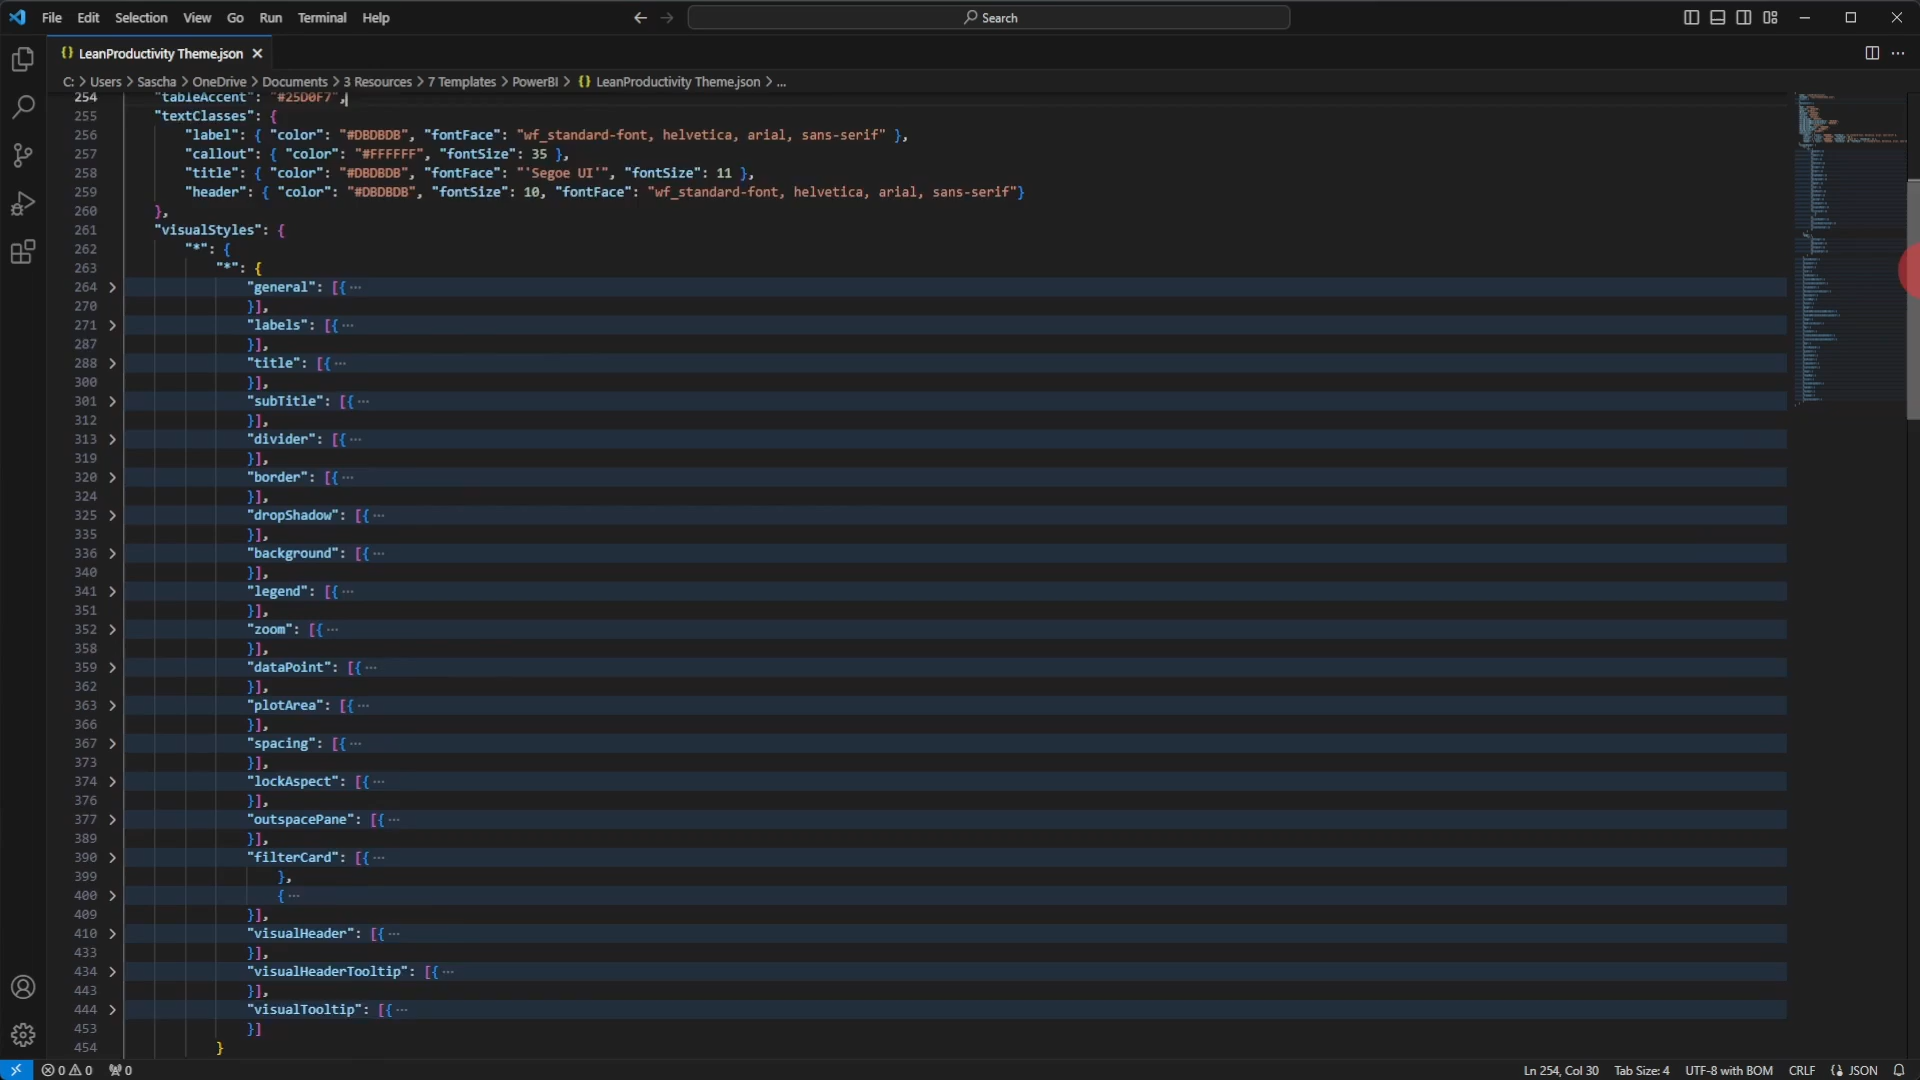 File Edit Selection View Go Run Terminal Help Search
{} LeanProductivity Theme.json
C: > Users > Sascha > OneDrive > Documents > 3 Resources > 7 Templates > PowerBI > {} LeanProductivity Theme.json > ...
254 "tableAccent": "#25D0F7",
255 "textClasses": {
256 "label": { "color": "#DBDBDB", "fontFace": "wf_standard-font, helvetica, arial, sans-serif" },
257 "callout": { "color": "#FFFFFF", "fontSize": 35 },
258 "title": { "color": "#DBDBDB", "fontFace": "'Segoe UI'", "fontSize": 11 },
259 "header": { "color": "#DBDBDB", "fontSize": 10, "fontFace": "wf_standard-font, helvetica, arial, sans-serif"}
260 },
261 "visualStyles": {
262 "*": {
263 "*": {
264 "general": [{ ...
270 }],
271 "labels": [{ ...
287 }],
288 "title": [{ ...
300 }],
301 "subTitle": [{ ...
312 }],
313 "divider": [{ ...
319 }],
320 "border": [{ ...
324 }],
325 "dropShadow": [{ ...
335 }],
336 "background": [{ ...
340 }],
341 "legend": [{ ...
351 }],
352 "zoom": [{ ...
358 }],
359 "dataPoint": [{ ...
362 }],
363 "plotArea": [{ ...
366 }],
367 "spacing": [{ ...
373 }],
374 "lockAspect": [{ ...
376 }],
377 "outspacePane": [{ ...
389 }],
390 "filterCard": [{ ...
399 },
400 { ...
409 }],
410 "visualHeader": [{ ...
433 }],
434 "visualHeaderTooltip": [{ ...
443 }],
444 "visualTooltip": [{ ...
453 }]
454 }
0 0 0 Ln 254, Col 30 Tab Size: 4 UTF-8 with BOM CRLF {} JSON